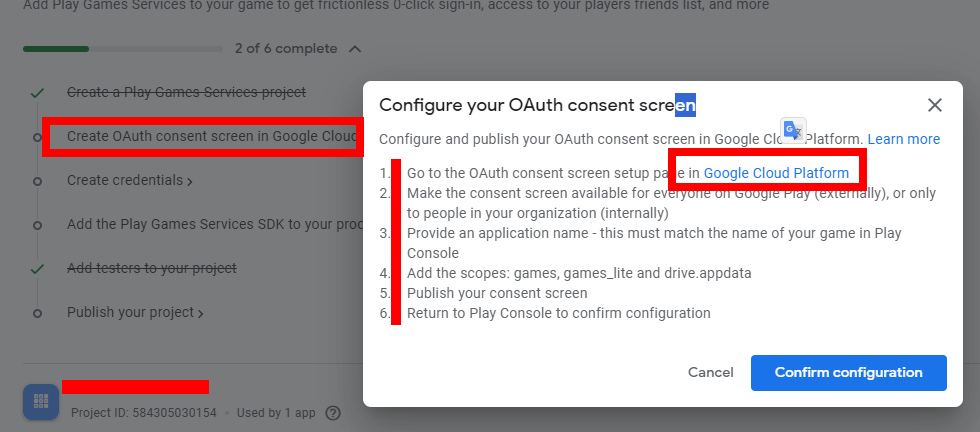 Add Play Games Services to your game to get frictionless 0-click sign-in, access to your players friends list, and more
2 of 6 complete
Create a Play Games Services project
Create OAuth consent screen in Google Cloud
Create credentials
Add the Play Games Services SDK to your prod
Add testers to your project
Publish your project
Project ID: 584305030154 • Used by 1 app
Configure your OAuth consent screen
Configure and publish your OAuth consent screen in Google Platform. Learn more
1. Go to the OAuth consent screen setup page in Google Cloud Platform
2. Make the consent screen available for everyone on Google Play (externally), or only
to people in your organization (internally)
3. Provide an application name - this must match the name of your game in Play
Console
4. Add the scopes: games, games_lite and drive.appdata
5. Publish your consent screen
6. Return to Play Console to confirm configuration
Cancel
Confirm configuration